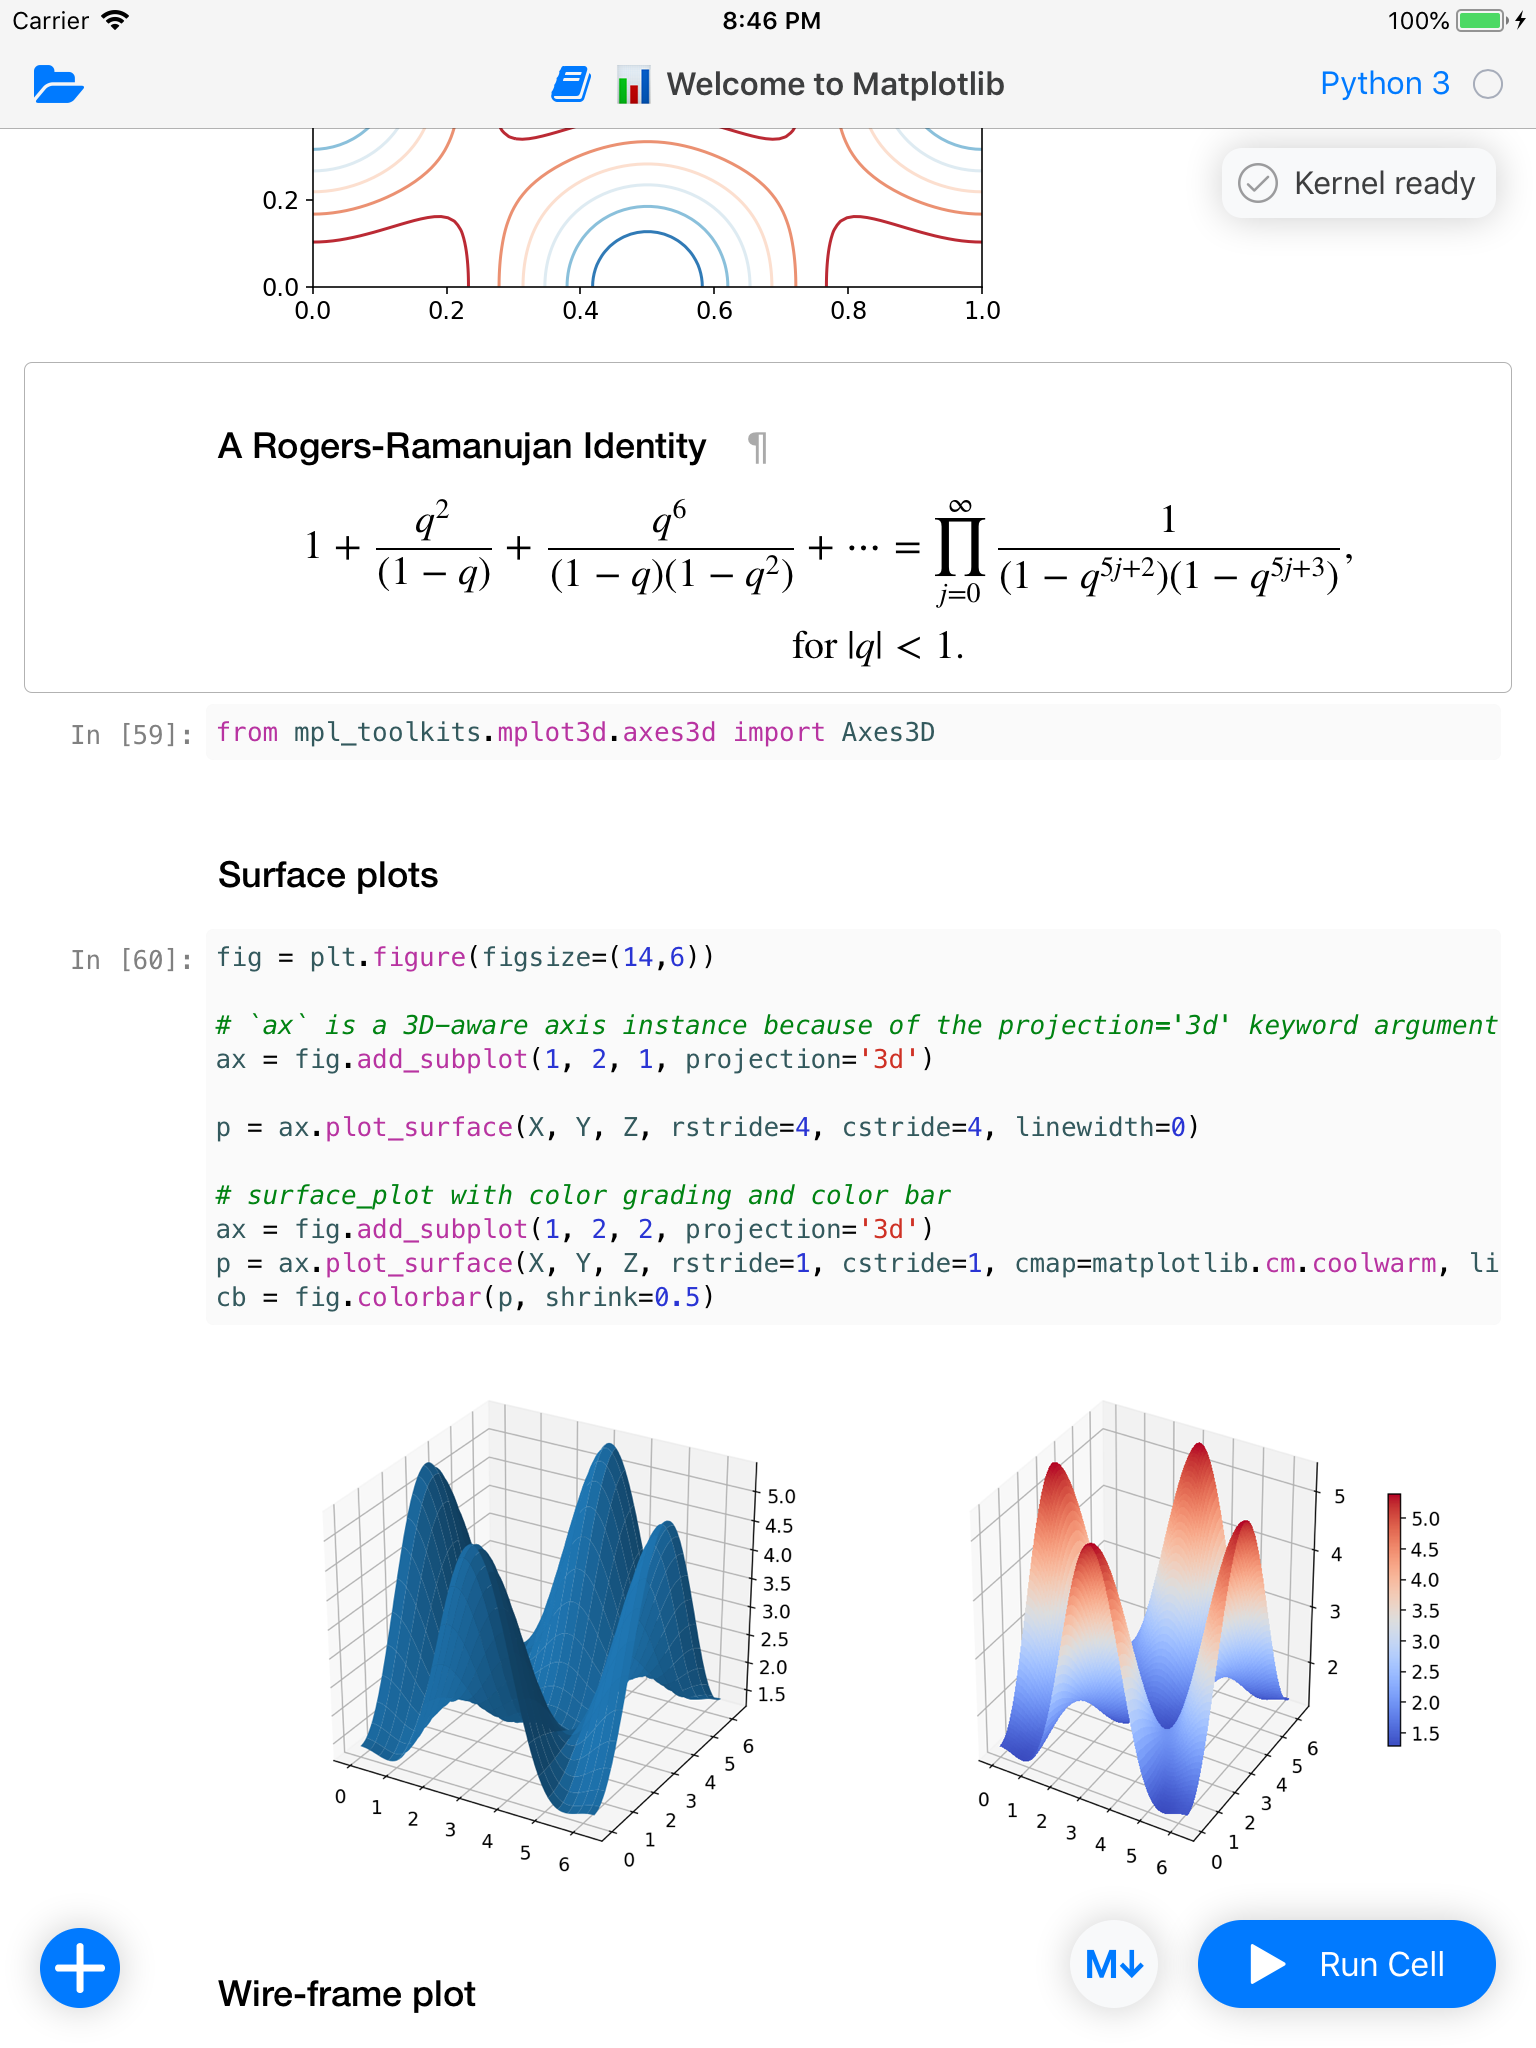 Carrier 8:46 PM 100%
Welcome to Matplotlib Python 3
Kernel ready
0.2
0.0
0.0 0.2 0.4 0.6 0.8 1.0
A Rogers-Ramanujan Identity ¶
1 + q^2/((1 − q)) + q^6/((1 − q)(1 − q^2)) + ··· = ∏_{j=0}^{∞} 1/((1 − q^{5j+2})(1 − q^{5j+3})),
for |q| < 1.
In [59]: from mpl_toolkits.mplot3d.axes3d import Axes3D
Surface plots
In [60]: fig = plt.figure(figsize=(14,6))
# `ax` is a 3D-aware axis instance because of the projection='3d' keyword argument
ax = fig.add_subplot(1, 2, 1, projection='3d')
p = ax.plot_surface(X, Y, Z, rstride=4, cstride=4, linewidth=0)
# surface_plot with color grading and color bar
ax = fig.add_subplot(1, 2, 2, projection='3d')
p = ax.plot_surface(X, Y, Z, rstride=1, cstride=1, cmap=matplotlib.cm.coolwarm, li
cb = fig.colorbar(p, shrink=0.5)
5.0
4.5
4.0
3.5
3.0
2.5
2.0
1.5
0 1 2 3 4 5 6
0 1 2 3 4 5 6
5
4
3
2
0 1 2 3 4 5 6
0 1 2 3 4 5 6
5.0
4.5
4.0
3.5
3.0
2.5
2.0
1.5
M↓ Run Cell
Wire-frame plot